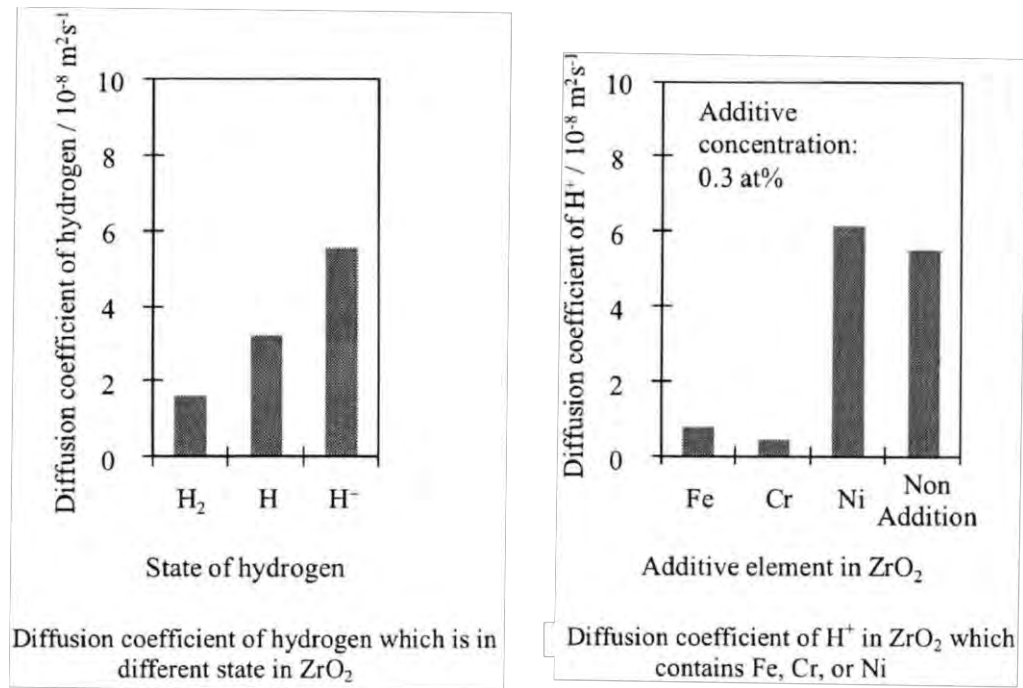 Diffusion coefficient of hydrogen / 10⁻⁸ m²s⁻¹
10
8
6
4
2
0
H₂ H H⁺
State of hydrogen
Diffusion coefficient of hydrogen which is in
different state in ZrO₂
Diffusion coefficient of H⁺ / 10⁻⁸ m²s⁻¹
10
8
6
4
2
0
Additive
concentration:
0.3 at%
Fe Cr Ni Non
Addition
Additive element in ZrO₂
Diffusion coefficient of H⁺ in ZrO₂ which
contains Fe, Cr, or Ni